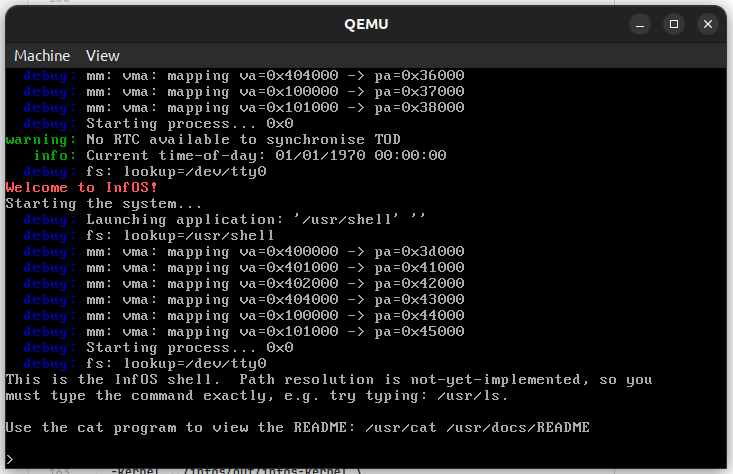 QEMU
Machine View
debug: mm: vma: mapping va=0x404000 -> pa=0x36000
debug: mm: vma: mapping va=0x100000 -> pa=0x37000
debug: mm: vma: mapping va=0x101000 -> pa=0x38000
debug: Starting process... 0x0
warning: No RTC available to synchronise TOD
info: Current time-of-day: 01/01/1970 00:00:00
debug: fs: lookup=/dev/tty0
Welcome to InfOS!
Starting the system...
debug: Launching application: '/usr/shell' ''
debug: fs: lookup=/usr/shell
debug: mm: vma: mapping va=0x400000 -> pa=0x3d000
debug: mm: vma: mapping va=0x401000 -> pa=0x41000
debug: mm: vma: mapping va=0x402000 -> pa=0x42000
debug: mm: vma: mapping va=0x404000 -> pa=0x43000
debug: mm: vma: mapping va=0x100000 -> pa=0x44000
debug: mm: vma: mapping va=0x101000 -> pa=0x45000
debug: Starting process... 0x0
debug: fs: lookup=/dev/tty0
This is the InfOS shell.  Path resolution is not-yet-implemented, so you
must type the command exactly, e.g. try typing: /usr/ls.
Use the cat program to view the README: /usr/cat /usr/docs/README
>